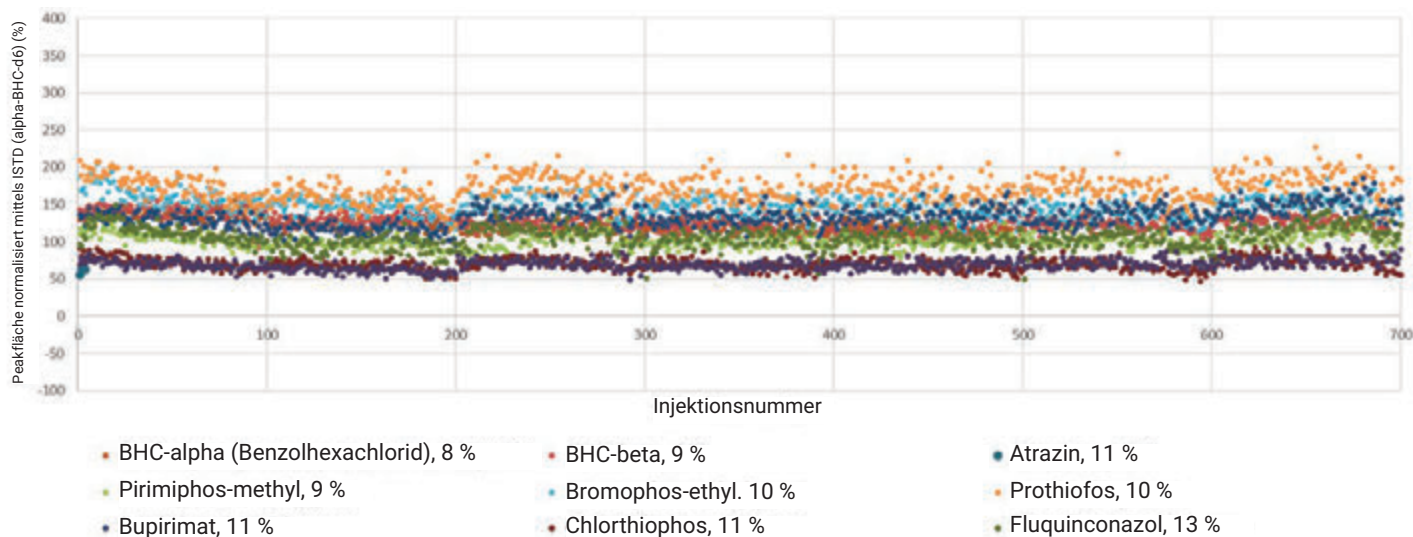 Peakfläche normalisiert mittels ISTD (alpha-BHC-d6) (%)
400
350
300
250
200
150
100
50
0
-50
-100
0 100 200 300 400 500 600 700
Injektionsnummer
BHC-alpha (Benzolhexachlorid), 8 % BHC-beta, 9 % Atrazin, 11 %
Pirimiphos-methyl, 9 % Bromophos-ethyl. 10 % Prothiofos, 10 %
Bupirimat, 11 % Chlorthiophos, 11 % Fluquinconazol, 13 %